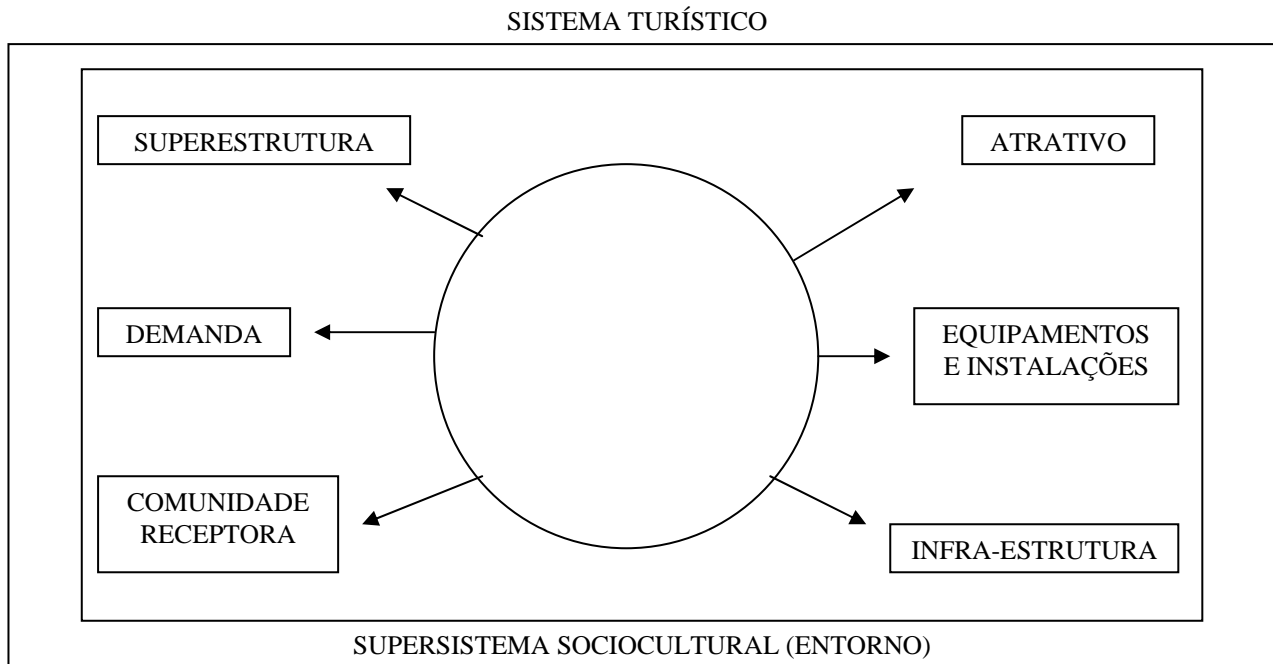 SISTEMA TURÍSTICO
SUPERESTRUTURA
ATRATIVO
DEMANDA
EQUIPAMENTOS
E INSTALAÇÕES
COMUNIDADE
RECEPTORA
INFRA-ESTRUTURA
SUPERSISTEMA SOCIOCULTURAL (ENTORNO)